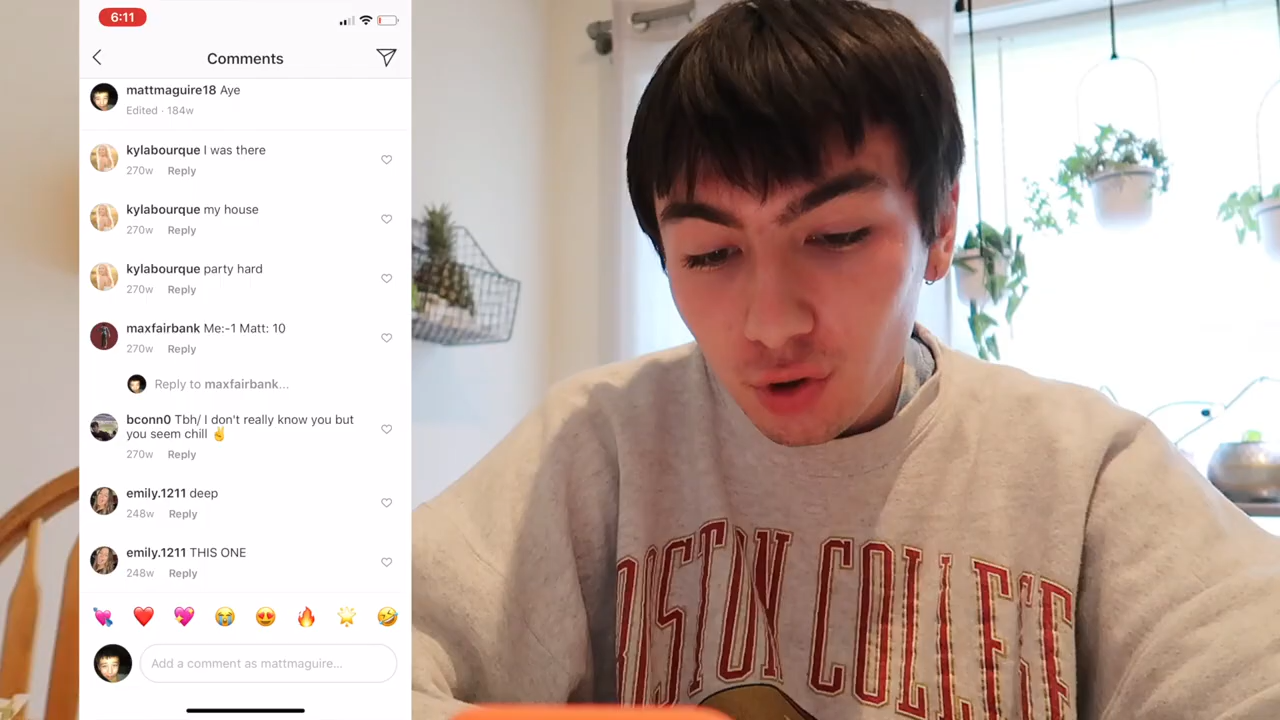 6:11
Comments
mattmaguire18 Aye
Edited · 184w
kylabourque I was there
270w Reply
kylabourque my house
270w Reply
kylabourque party hard
270w Reply
maxfairbank Me:-1 Matt: 10
270w Reply
Reply to maxfairbank...
bconn0 Tbh/ I don't really know you but
you seem chill ✌️
270w Reply
emily.1211 deep
248w Reply
emily.1211 THIS ONE
248w Reply
💘 ❤️ 💖 😭 😍 🔥 🌟 🤣
Add a comment as mattmaguire...
BOSTON COLLEGE